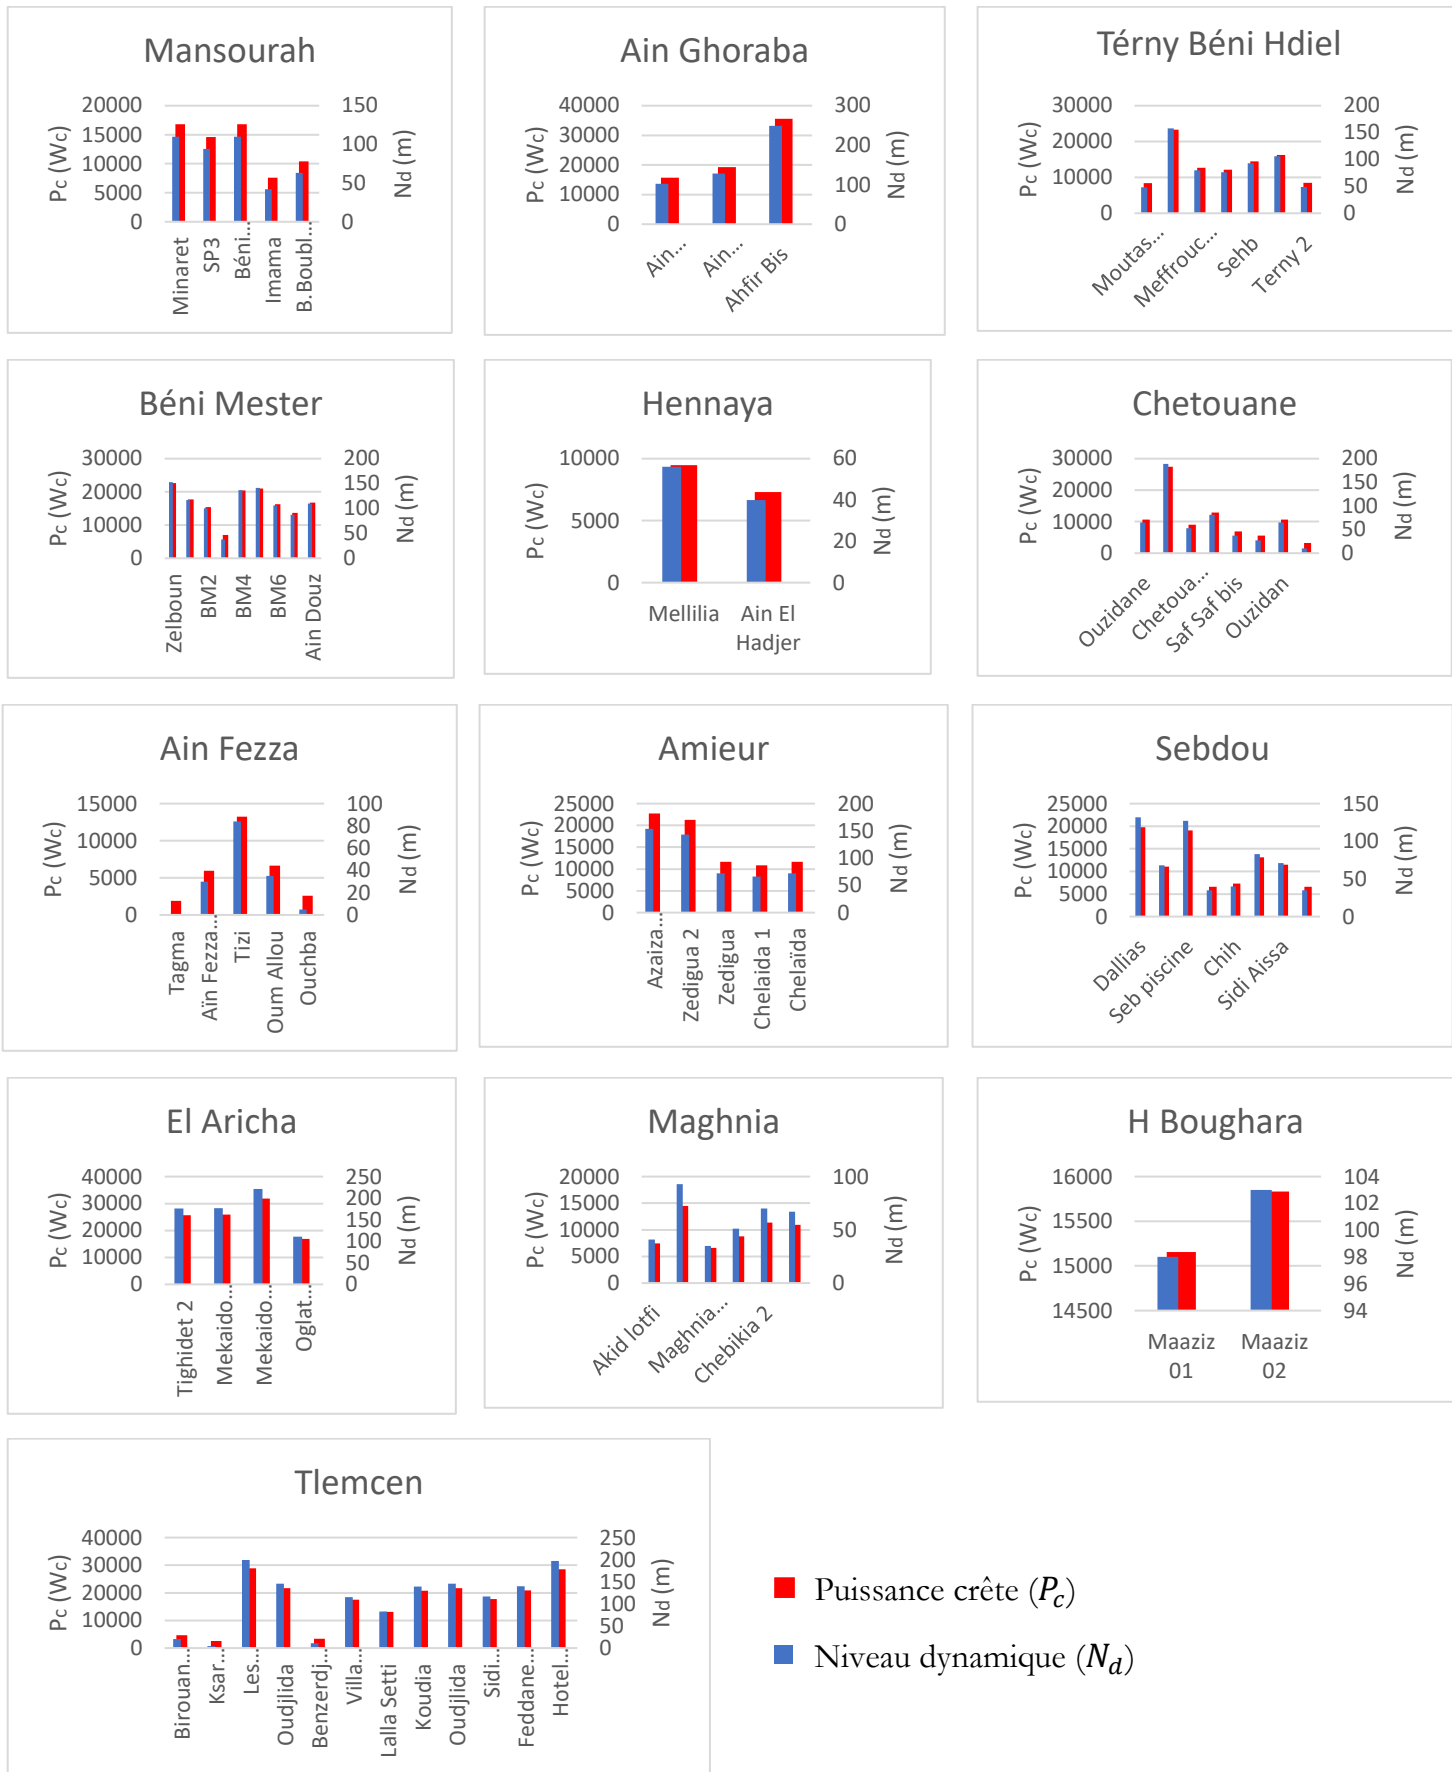 Mansourah
Pc (Wc)
20000
15000
10000
5000
0
150
100
50
0
Nd (m)
Minaret
SP3
Béni...
Imama
B.Boubl...
Ain Ghoraba
Pc (Wc)
40000
30000
20000
10000
0
300
200
100
0
Nd (m)
Ain...
Ain...
Ahfir Bis
Térny Béni Hdiel
Pc (Wc)
30000
20000
10000
0
200
150
100
50
0
Nd (m)
Moutas...
Meffrouc...
Sehb
Terny 2
Béni Mester
Pc (Wc)
30000
20000
10000
0
200
150
100
50
0
Nd (m)
Zelboun
BM2
BM4
BM6
Ain Douz
Hennaya
Pc (Wc)
10000
5000
0
60
40
20
0
Nd (m)
Mellilia
Ain El
Hadjer
Chetouane
Pc (Wc)
30000
20000
10000
0
200
150
100
50
0
Nd (m)
Ouzidane
Chetoua...
Saf Saf bis
Ouzidan
Ain Fezza
Pc (Wc)
15000
10000
5000
0
100
80
60
40
20
0
Nd (m)
Tagma
Aïn Fezza...
Tizi
Oum Allou
Ouchba
Amieur
Pc (Wc)
25000
20000
15000
10000
5000
0
200
150
100
50
0
Nd (m)
Azaiza...
Zedigua 2
Zedigua
Chelaida 1
Chelaïda
Sebdou
Pc (Wc)
25000
20000
15000
10000
5000
0
150
100
50
0
Nd (m)
Dallias
Seb piscine
Chih
Sidi Aissa
El Aricha
Pc (Wc)
40000
30000
20000
10000
0
250
200
150
100
50
0
Nd (m)
Tighidet 2
Mekaido...
Mekaido...
Oglat...
Maghnia
Pc (Wc)
20000
15000
10000
5000
0
100
50
0
Nd (m)
Akid lotfi
Maghnia...
Chebikia 2
H Boughara
Pc (Wc)
16000
15500
15000
14500
104
102
100
98
96
94
Nd (m)
Maaziz
01
Maaziz
02
Tlemcen
Pc (Wc)
40000
30000
20000
10000
0
250
200
150
100
50
0
Nd (m)
Birouan...
Ksar...
Les...
Oudjlida
Benzerdj...
Villa...
Lalla Setti
Koudia
Oudjlida
Sidi...
Feddane...
Hotel...
Puissance crête (P_c)
Niveau dynamique (N_d)